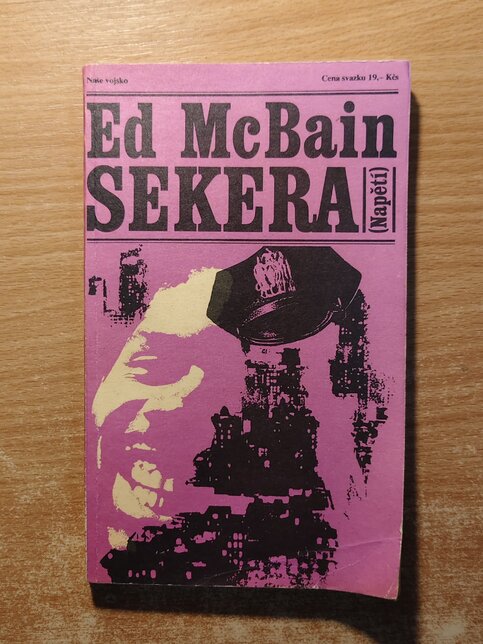 Naše vojsko
Cena svazku 19,– Kčs
Ed McBain
SEKERA
(Napětí)